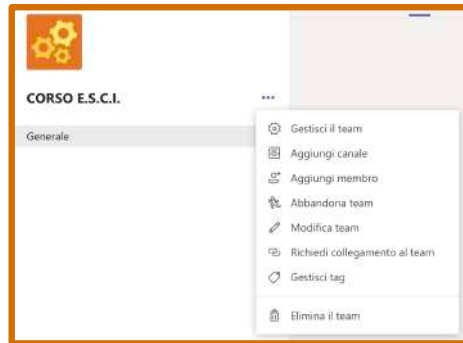 CORSO E.S.C.I.
...
Generale
Gestisci il team
Aggiungi canale
Aggiungi membro
Abbandona team
Modifica team
Richiedi collegamento al team
Gestisci tag
Elimina il team